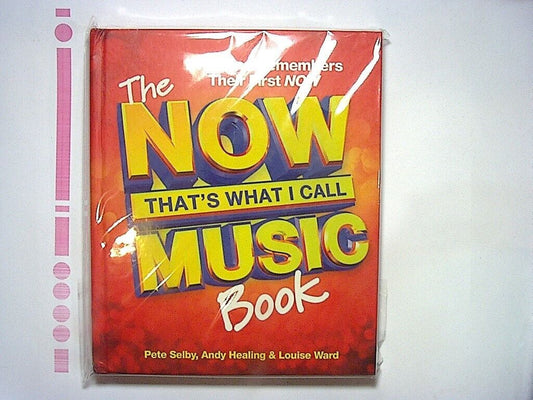 Remembers
Their First NOW
The
NOW
THAT'S WHAT I CALL
MUSIC
Book
Pete Selby, Andy Healing & Louise Ward